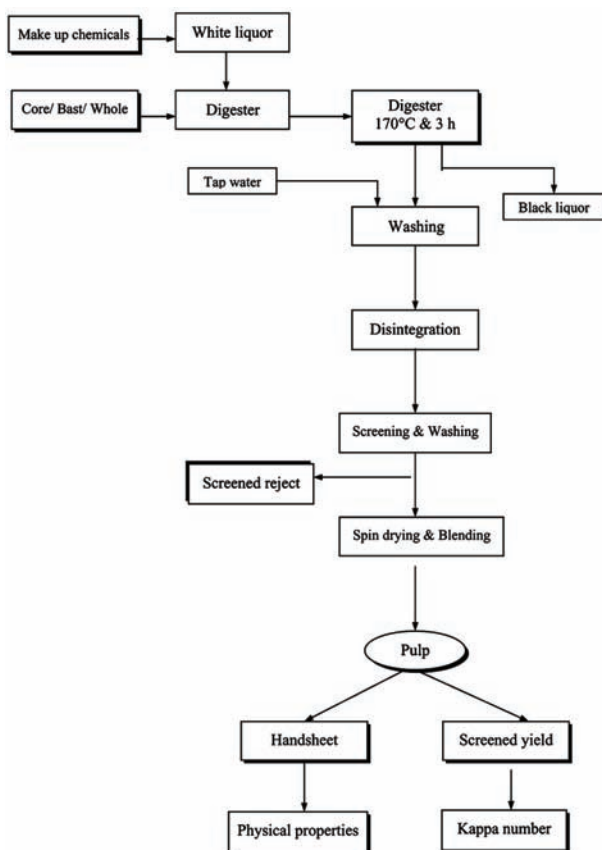 Make up chemicals
White liquor
Core/ Bast/ Whole
Digester
Digester
170°C & 3 h
Tap water
Black liquor
Washing
Disintegration
Screening & Washing
Screened reject
Spin drying & Blending
Pulp
Handsheet
Screened yield
Physical properties
Kappa number